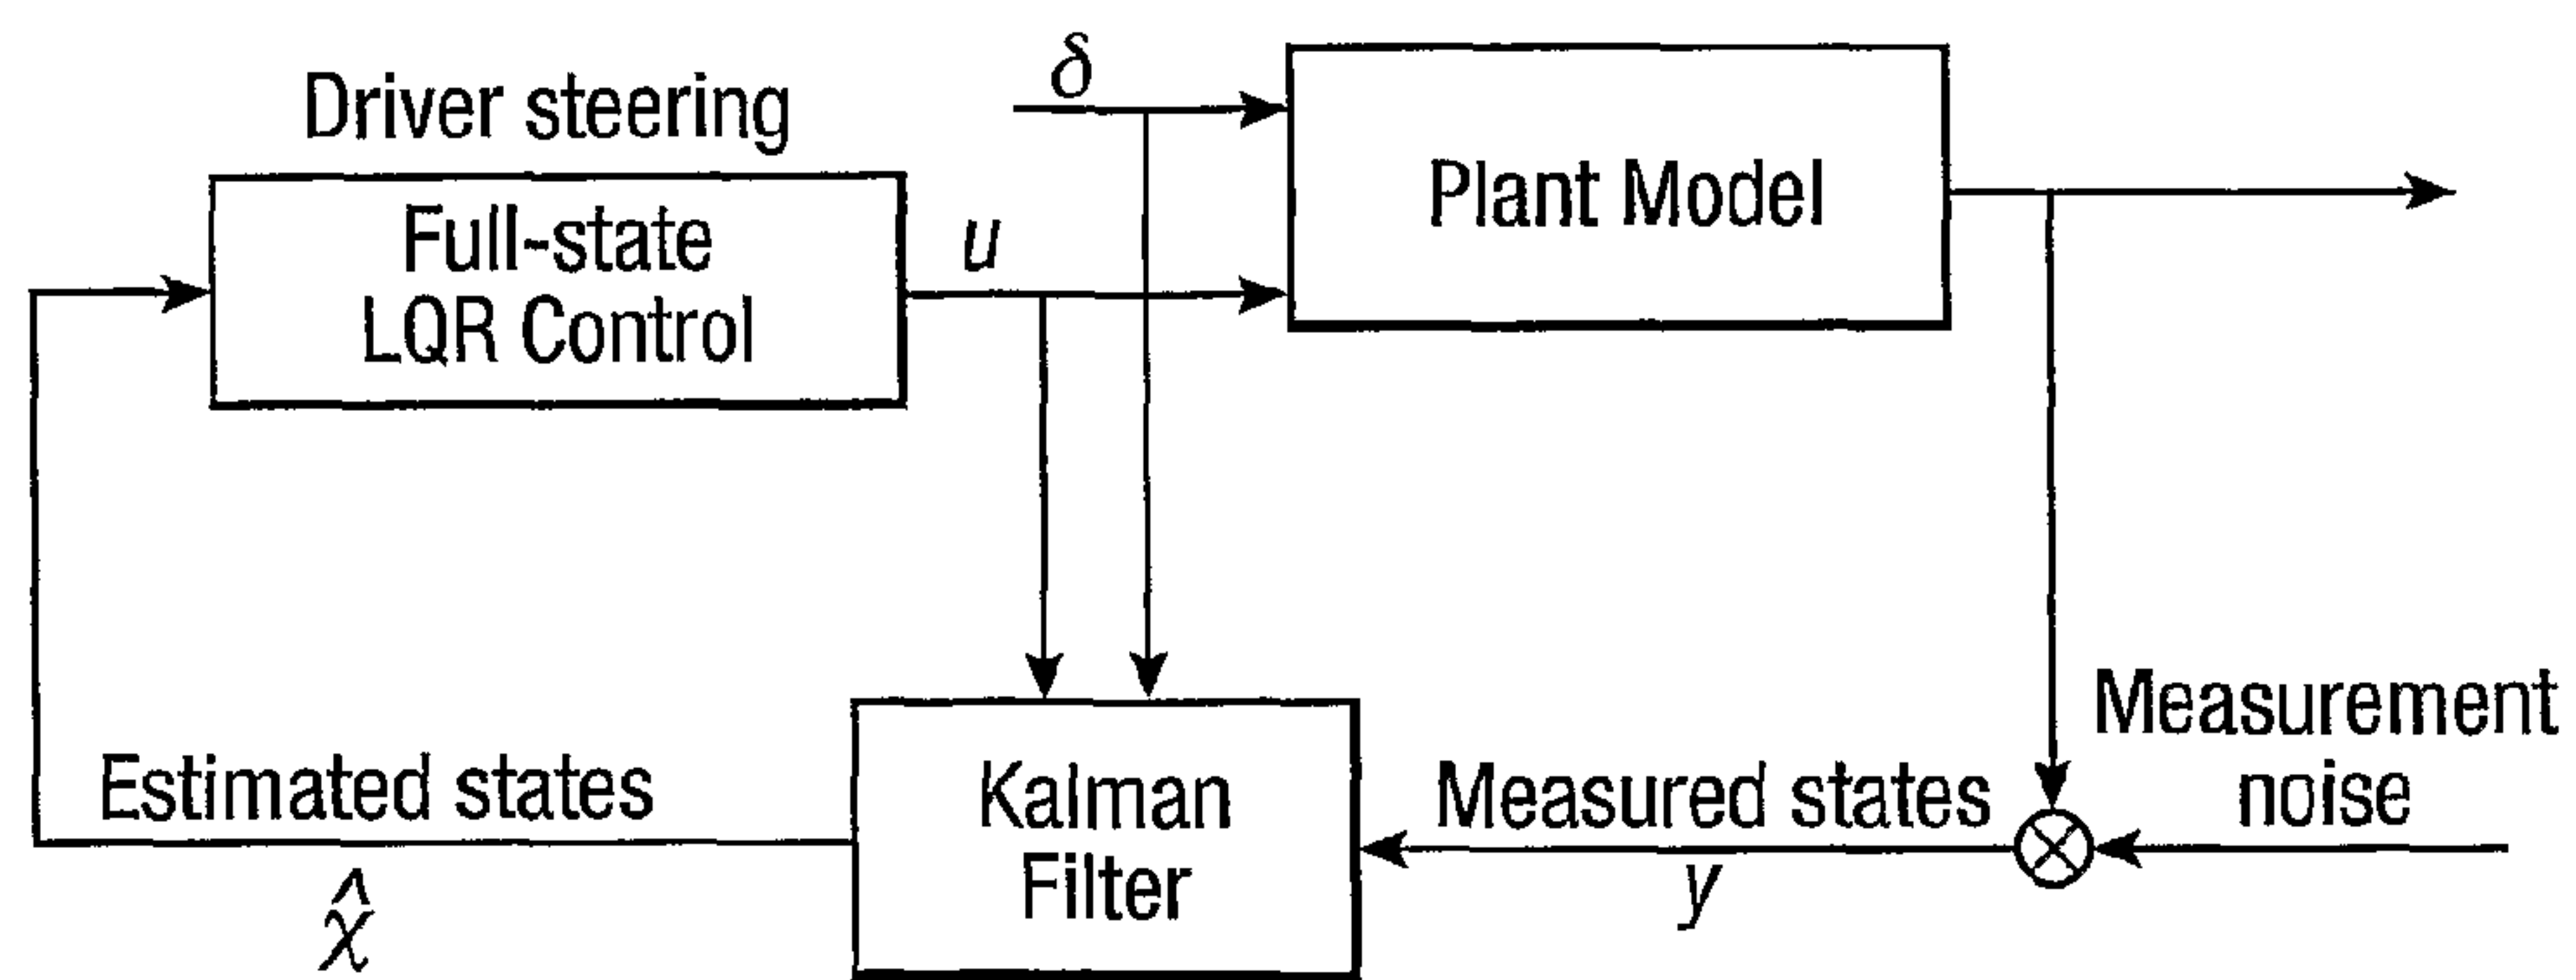 Driver steering
Full-state
LQR Control
u
δ
Plant Model
Estimated states
x̂
Kalman
Filter
Measured states
y
Measurement
noise